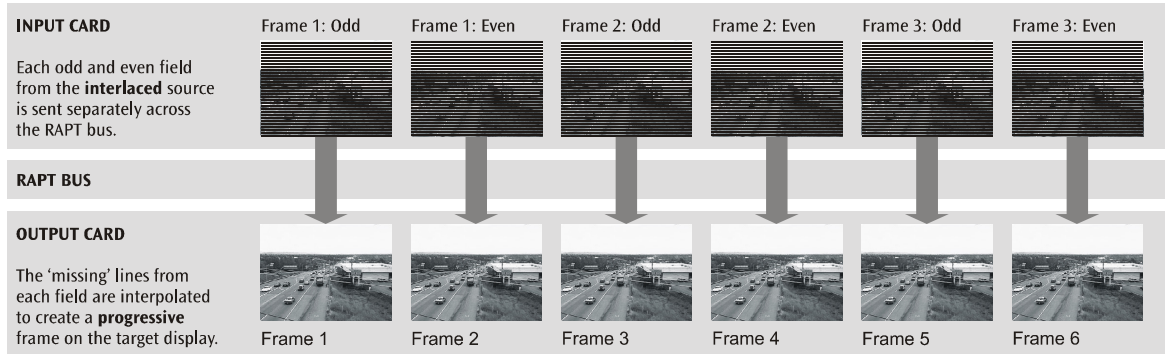 INPUT CARD
Each odd and even field
from the interlaced source
is sent separately across
the RAPT bus.
Frame 1: Odd
Frame 1: Even
Frame 2: Odd
Frame 2: Even
Frame 3: Odd
Frame 3: Even
RAPT BUS
OUTPUT CARD
The ‘missing’ lines from
each field are interpolated
to create a progressive
frame on the target display.
Frame 1
Frame 2
Frame 3
Frame 4
Frame 5
Frame 6